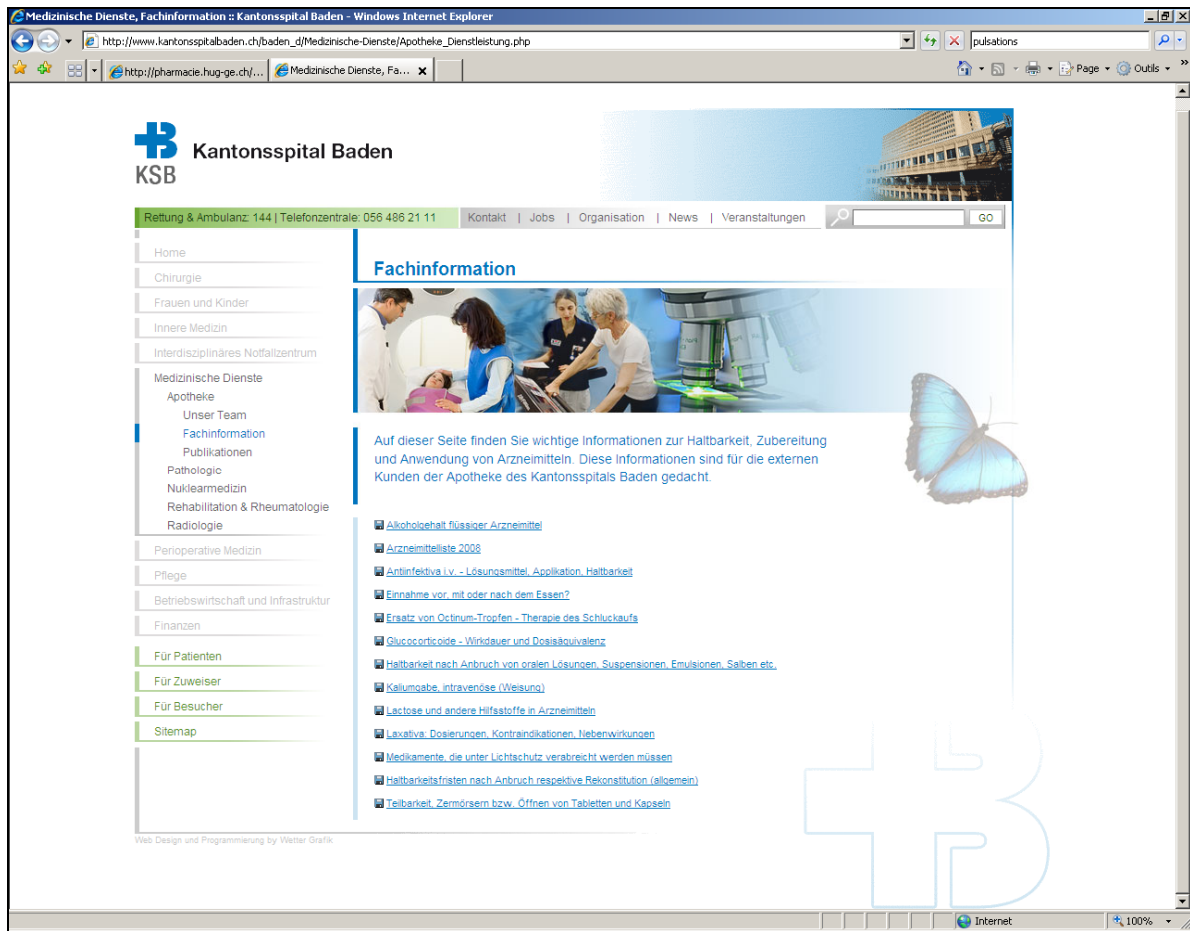 Medizinische Dienste, Fachinformation :: Kantonsspital Baden - Windows Internet Explorer
http://www.kantonsspitalbaden.ch/baden_d/Medizinische-Dienste/Apotheke_Dienstleistung.php
pulsations
http://pharmacie.hug-ge.ch/...
Medizinische Dienste, Fa...
Page
Outils
Kantonsspital Baden
KSB
Rettung & Ambulanz: 144 | Telefonzentrale: 056 486 21 11
Kontakt | Jobs | Organisation | News | Veranstaltungen
GO
Home
Chirurgie
Frauen und Kinder
Innere Medizin
Interdisziplinäres Notfallzentrum
Medizinische Dienste
Apotheke
Unser Team
Fachinformation
Publikationen
Pathologie
Nuklearmedizin
Rehabilitation & Rheumatologie
Radiologie
Perioperative Medizin
Pflege
Betriebswirtschaft und Infrastruktur
Finanzen
Für Patienten
Für Zuweiser
Für Besucher
Sitemap
Fachinformation
Auf dieser Seite finden Sie wichtige Informationen zur Haltbarkeit, Zubereitung
und Anwendung von Arzneimitteln. Diese Informationen sind für die externen
Kunden der Apotheke des Kantonsspitals Baden gedacht.
Alkoholgehalt flüssiger Arzneimittel
Arzneimittelliste 2008
Antiinfektiva i.v. - Lösungsmittel, Applikation, Haltbarkeit
Einnahme vor, mit oder nach dem Essen?
Ersatz von Octinum-Tropfen - Therapie des Schluckaufs
Glucocorticoide - Wirkdauer und Dosisäquivalenz
Haltbarkeit nach Anbruch von oralen Lösungen, Suspensionen, Emulsionen, Salben etc.
Kaliumgabe, intravenöse (Weisung)
Lactose und andere Hilfsstoffe in Arzneimitteln
Laxativa: Dosierungen, Kontraindikationen, Nebenwirkungen
Medikamente, die unter Lichtschutz verabreicht werden müssen
Haltbarkeitsfristen nach Anbruch respektive Rekonstitution (allgemein)
Teilbarkeit, Zermörsern bzw. Öffnen von Tabletten und Kapseln
Web Design und Programmierung by Wetter Grafik
Internet
100%